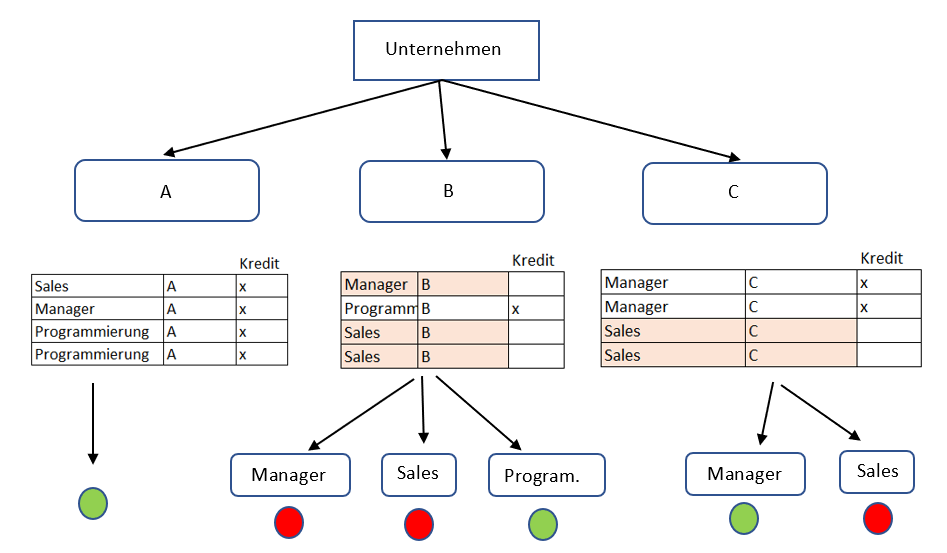 Unternehmen
A
B
C
Kredit
Sales A x
Manager A x
Programmierung A x
Programmierung A x
Kredit
Manager B
Programm B x
Sales B
Sales B
Kredit
Manager C x
Manager C x
Sales C
Sales C
Manager
Sales
Program.
Manager
Sales